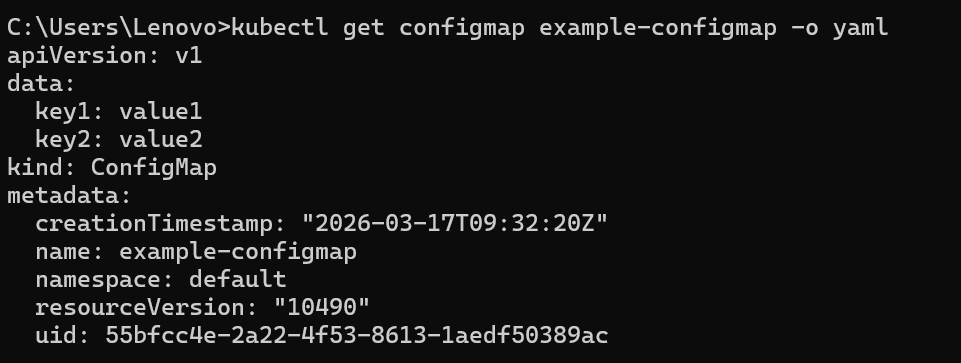 C:\Users\Lenovo>kubectl get configmap example-configmap -o yaml
apiVersion: v1
data:
  key1: value1
  key2: value2
kind: ConfigMap
metadata:
  creationTimestamp: "2026-03-17T09:32:20Z"
  name: example-configmap
  namespace: default
  resourceVersion: "10490"
  uid: 55bfcc4e-2a22-4f53-8613-1aedf50389ac